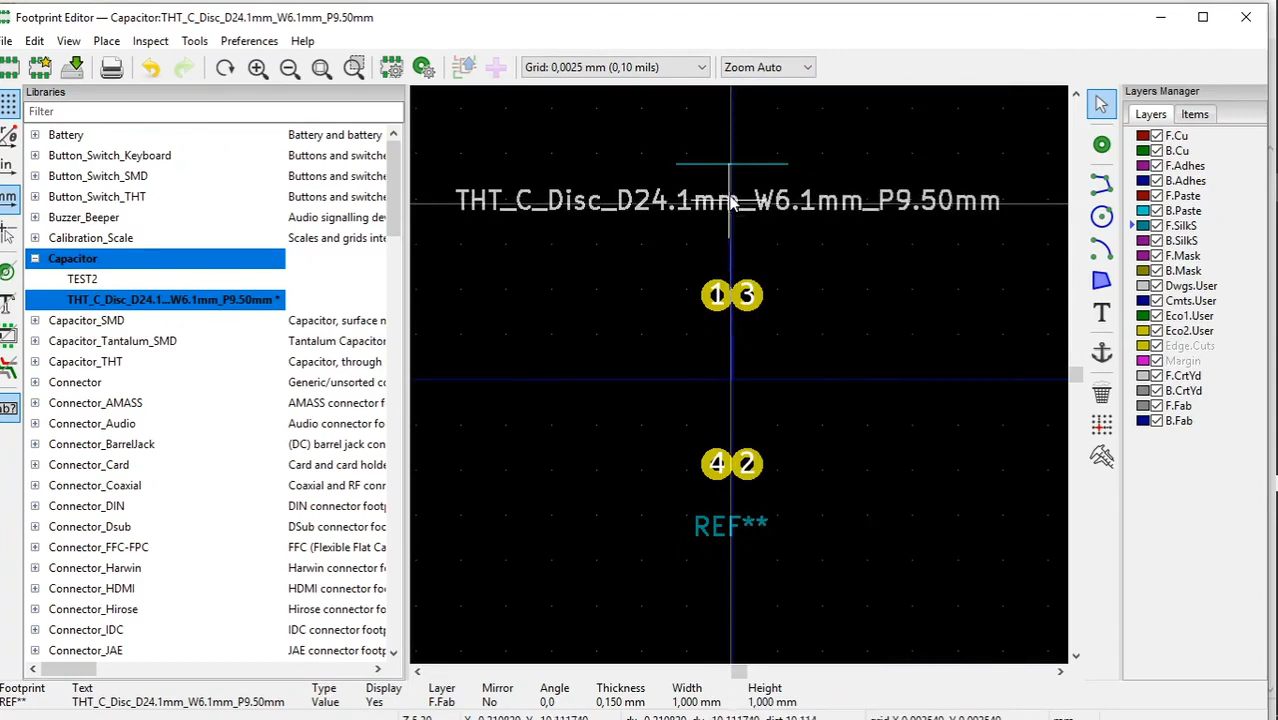 Footprint Editor — Capacitor:THT_C_Disc_D24.1mm_W6.1mm_P9.50mm
File Edit View Place Inspect Tools Preferences Help
Grid: 0,0025 mm (0,10 mils) Zoom Auto
Libraries
Filter
Battery Battery and battery
Button_Switch_Keyboard Buttons and switche
Button_Switch_SMD Buttons and switche
Button_Switch_THT Buttons and switche
Buzzer_Beeper Audio signalling dev
Calibration_Scale Scales and grids inte
Capacitor
TEST2
THT_C_Disc_D24.1...W6.1mm_P9.50mm *
Capacitor_SMD Capacitor, surface m
Capacitor_Tantalum_SMD Tantalum Capacitor
Capacitor_THT Capacitor, through
Connector Generic/unsorted co
Connector_AMASS AMASS connector fo
Connector_Audio Audio connector foo
Connector_BarrelJack (DC) barrel jack con
Connector_Card Card and card holde
Connector_Coaxial Coaxial and RF conn
Connector_DIN DIN connector footp
Connector_Dsub DSub connector foo
Connector_FFC-FPC FFC (Flexible Flat Ca
Connector_Harwin Harwin connector fo
Connector_HDMI HDMI connector foo
Connector_Hirose Hirose connector foo
Connector_IDC IDC connector footp
Connector_JAE JAE connector footp
THT_C_Disc_D24.1mm_W6.1mm_P9.50mm
1 3
4 2
REF**
Layers Manager
Layers Items
F.Cu
B.Cu
F.Adhes
B.Adhes
F.Paste
B.Paste
F.SilkS
B.SilkS
F.Mask
B.Mask
Dwgs.User
Cmts.User
Eco1.User
Eco2.User
Edge.Cuts
Margin
F.CrtYd
B.CrtYd
F.Fab
B.Fab
Footprint Text Type Display Layer Mirror Angle Thickness Width Height
REF** THT_C_Disc_D24.1mm_W6.1mm_P9.50mm Value Yes F.Fab No 0,0 0,150 mm 1,000 mm 1,000 mm